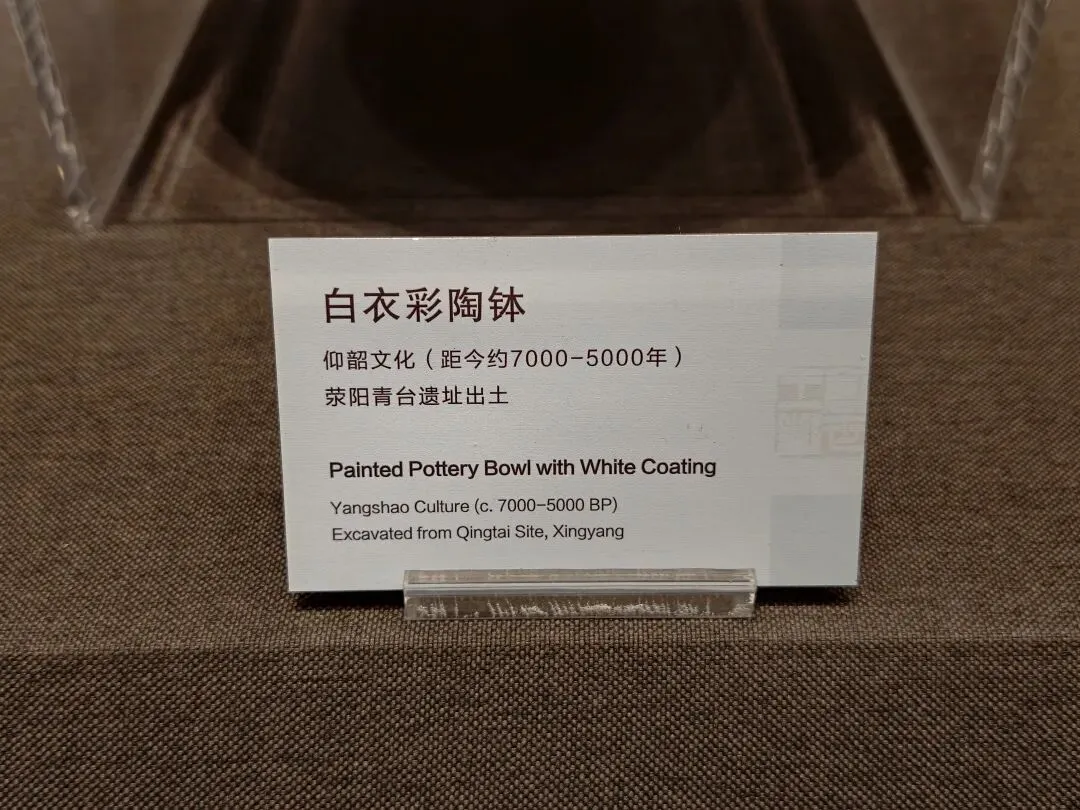 白衣彩陶钵
仰韶文化（距今约7000-5000年）
荥阳青台遗址出土
Painted Pottery Bowl with White Coating
Yangshao Culture (c. 7000-5000 BP)
Excavated from Qingtai Site, Xingyang